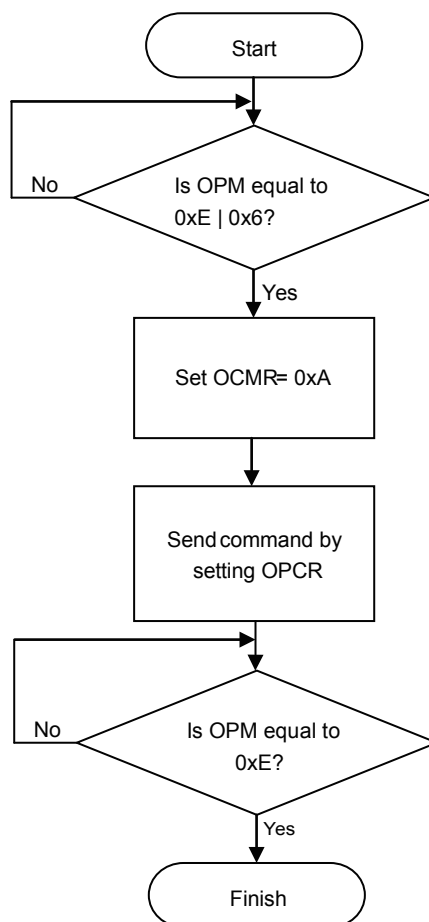 Start
No
Is OPM equal to
0xE | 0x6?
Yes
Set OCMR= 0xA
Send command by
setting OPCR
No
Is OPM equal to
0xE?
Yes
Finish